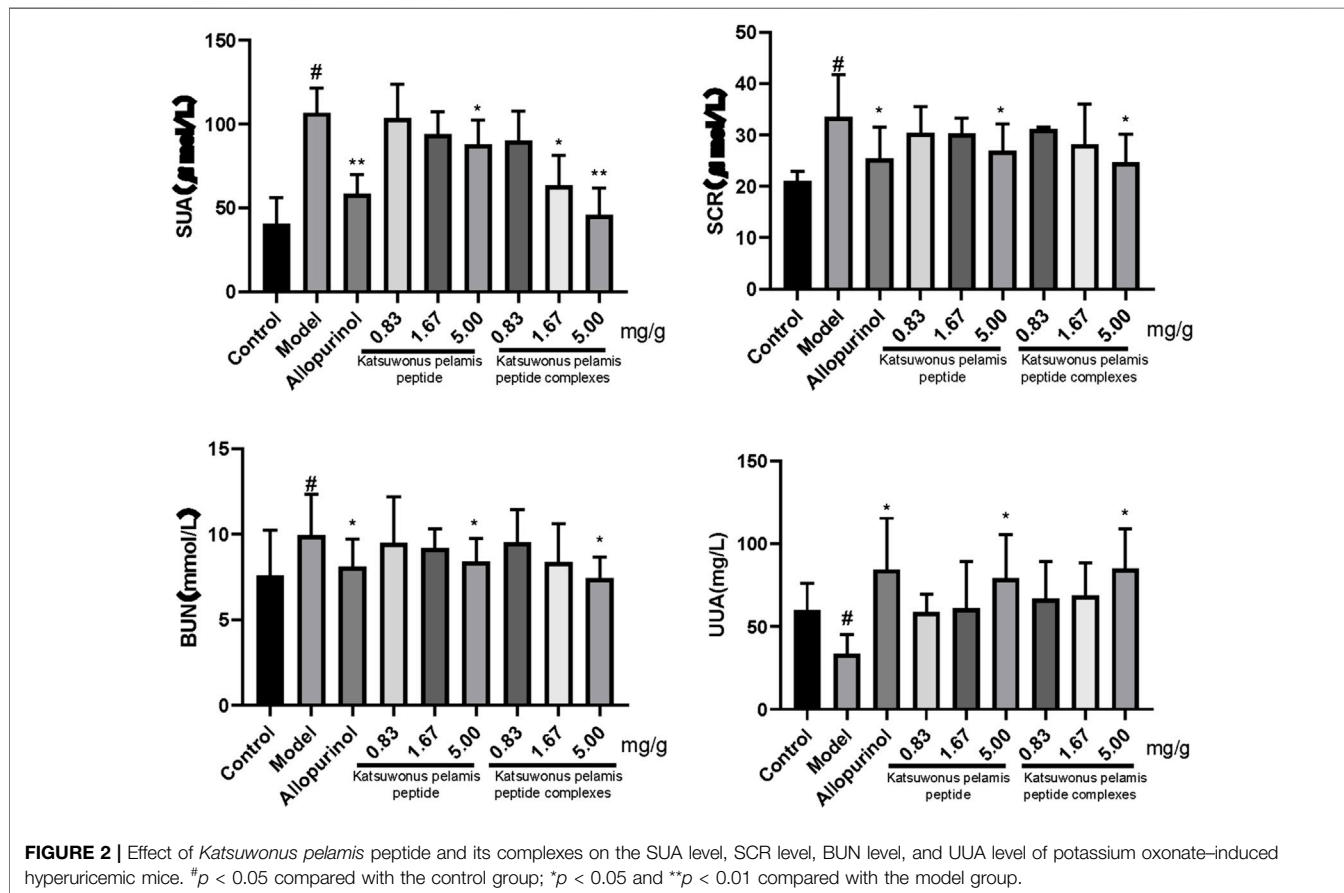 150
100
50
0
SUA(μ mol/L)
#
**
*
*
**
Control
Model
Allopurinol
0.83
1.67
5.00
0.83
1.67
5.00
mg/g
Katsuwonus pelamis
peptide
Katsuwonus pelamis
peptide complexes
50
40
30
20
10
0
SCR(μ mol/L)
#
*
*
*
Control
Model
Allopurinol
0.83
1.67
5.00
0.83
1.67
5.00
mg/g
Katsuwonus pelamis
peptide
Katsuwonus pelamis
peptide complexes
15
10
5
0
BUN(mmol/L)
#
*
*
*
Control
Model
Allopurinol
0.83
1.67
5.00
0.83
1.67
5.00
mg/g
Katsuwonus pelamis
peptide
Katsuwonus pelamis
peptide complexes
150
100
50
0
UUA(mg/L)
#
*
*
*
Control
Model
Allopurinol
0.83
1.67
5.00
0.83
1.67
5.00
mg/g
Katsuwonus pelamis
peptide
Katsuwonus pelamis
peptide complexes
FIGURE 2 | Effect of Katsuwonus pelamis peptide and its complexes on the SUA level, SCR level, BUN level, and UUA level of potassium oxonate–induced
hyperuricemic mice. #p < 0.05 compared with the control group; *p < 0.05 and **p < 0.01 compared with the model group.